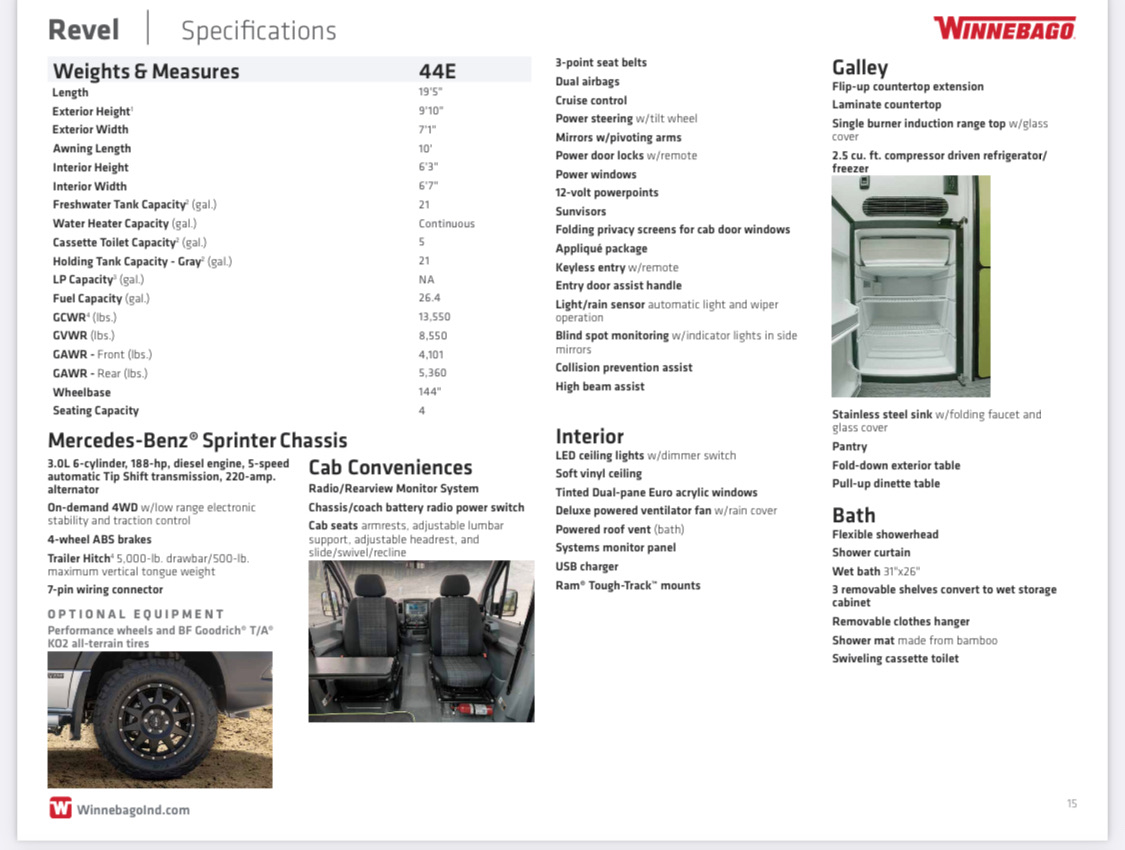 Revel
Specifications
WINNEBAGO
Weights & Measures 44E
Length 19'5"
Exterior Height¹ 9'10"
Exterior Width 7'1"
Awning Length 10'
Interior Height 6'3"
Interior Width 6'7"
Freshwater Tank Capacity² (gal.) 21
Water Heater Capacity (gal.) Continuous
Cassette Toilet Capacity² (gal.) 5
Holding Tank Capacity - Gray² (gal.) 21
LP Capacity³ (gal.) NA
Fuel Capacity (gal.) 26.4
GCWR⁴ (lbs.) 13,550
GVWR (lbs.) 8,550
GAWR - Front (lbs.) 4,101
GAWR - Rear (lbs.) 5,360
Wheelbase 144"
Seating Capacity 4
Mercedes-Benz® Sprinter Chassis
3.0L 6-cylinder, 188-hp, diesel engine, 5-speed
automatic Tip Shift transmission, 220-amp.
alternator
On-demand 4WD w/low range electronic
stability and traction control
4-wheel ABS brakes
Trailer Hitch⁴ 5,000-lb. drawbar/500-lb.
maximum vertical tongue weight
7-pin wiring connector
OPTIONAL EQUIPMENT
Performance wheels and BF Goodrich® T/A®
KO2 all-terrain tires
Cab Conveniences
Radio/Rearview Monitor System
Chassis/coach battery radio power switch
Cab seats armrests, adjustable lumbar
support, adjustable headrest, and
slide/swivel/recline
3-point seat belts
Dual airbags
Cruise control
Power steering w/tilt wheel
Mirrors w/pivoting arms
Power door locks w/remote
Power windows
12-volt powerpoints
Sunvisors
Folding privacy screens for cab door windows
Appliqué package
Keyless entry w/remote
Entry door assist handle
Light/rain sensor automatic light and wiper
operation
Blind spot monitoring w/indicator lights in side
mirrors
Collision prevention assist
High beam assist
Interior
LED ceiling lights w/dimmer switch
Soft vinyl ceiling
Tinted Dual-pane Euro acrylic windows
Deluxe powered ventilator fan w/rain cover
Powered roof vent (bath)
Systems monitor panel
USB charger
Ram® Tough-Track™ mounts
Galley
Flip-up countertop extension
Laminate countertop
Single burner induction range top w/glass
cover
2.5 cu. ft. compressor driven refrigerator/
freezer
Stainless steel sink w/folding faucet and
glass cover
Pantry
Fold-down exterior table
Pull-up dinette table
Bath
Flexible showerhead
Shower curtain
Wet bath 31"x26"
3 removable shelves convert to wet storage
cabinet
Removable clothes hanger
Shower mat made from bamboo
Swiveling cassette toilet
W WinnebagoInd.com
15